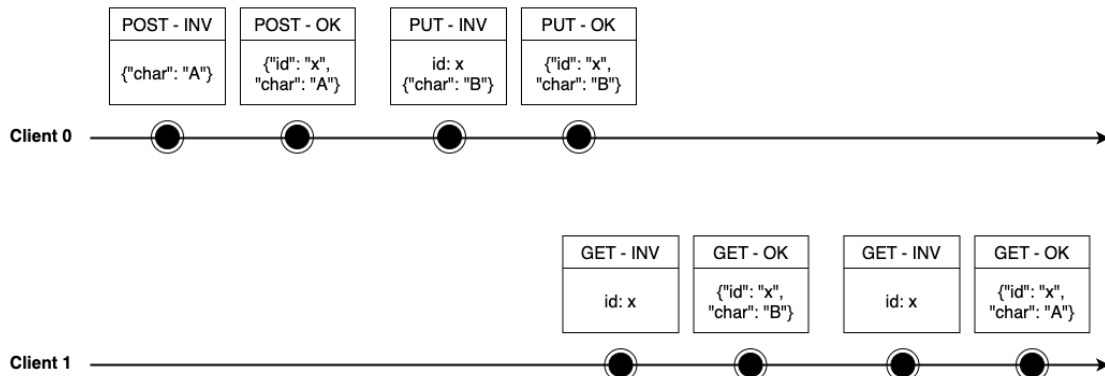 POST - INV
{"char": "A"}
POST - OK
{"id": "x",
"char": "A"}
PUT - INV
id: x
{"char": "B"}
PUT - OK
{"id": "x",
"char": "B"}
Client 0
GET - INV
id: x
GET - OK
{"id": "x",
"char": "B"}
GET - INV
id: x
GET - OK
{"id": "x",
"char": "A"}
Client 1